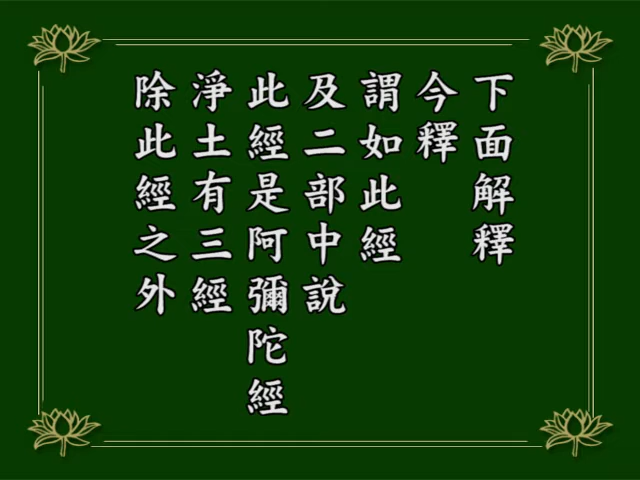 下面解釋
今釋
謂如此經
及二部中說
此經是阿彌陀經
淨土有三經
除此經之外